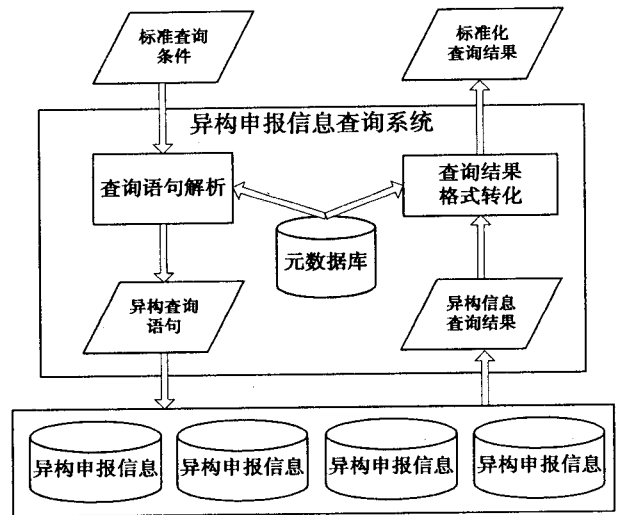 标准查询
条件
标准化
查询结果
异构申报信息查询系统
查询语句解析
查询结果
格式转化
元数据库
异构查询
语句
异构信息
查询结果
异构申报信息
异构申报信息
异构申报信息
异构申报信息